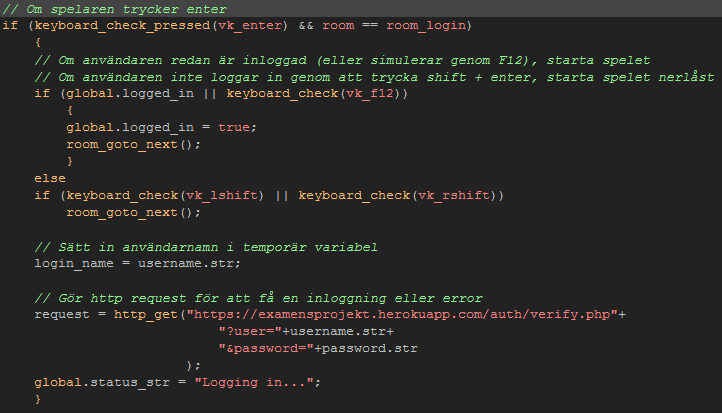 // Om spelaren trycker enter
if (keyboard_check_pressed(vk_enter) && room == room_login)
{
// Om användaren redan är inloggad (eller simulerar genom F12), starta spelet
// Om användaren inte loggar in genom att trycka shift + enter, starta spelet nerlåst
if (global.logged_in || keyboard_check(vk_f12))
{
global.logged_in = true;
room_goto_next();
}
else
if (keyboard_check(vk_lshift) || keyboard_check(vk_rshift))
room_goto_next();
// Sätt in användarnamn i temporär variabel
login_name = username.str;
// Gör http request för att få en inloggning eller error
request = http_get("https://examensprojekt.herokuapp.com/auth/verify.php"+
"?user="+username.str+
"&password="+password.str
);
global.status_str = "Logging in...";
}